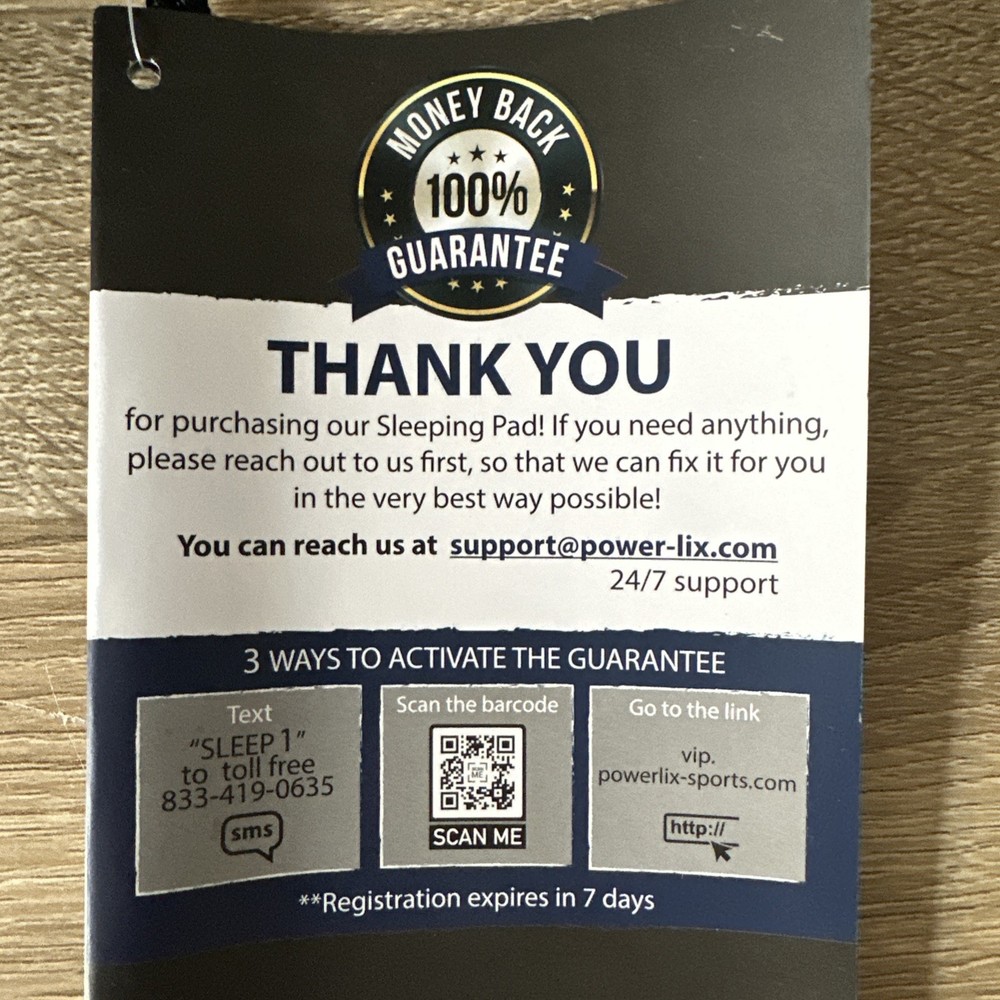 MONEY BACK
100%
GUARANTEE
THANK YOU
for purchasing our Sleeping Pad! If you need anything,
please reach out to us first, so that we can fix it for you
in the very best way possible!
You can reach us at support@power-lix.com
24/7 support
3 WAYS TO ACTIVATE THE GUARANTEE
Text
"SLEEP 1"
to toll free
833-419-0635
sms
Scan the barcode
SCAN ME
Go to the link
vip.
powerlix-sports.com
http://
**Registration expires in 7 days